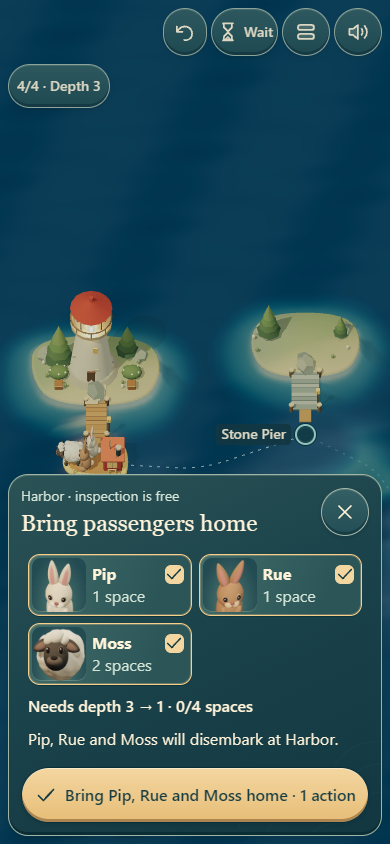 Wait
4/4 · Depth 3
Stone Pier
Harbor · inspection is free
Bring passengers home
Pip
1 space
Rue
1 space
Moss
2 spaces
Needs depth 3 → 1 · 0/4 spaces
Pip, Rue and Moss will disembark at Harbor.
Bring Pip, Rue and Moss home · 1 action